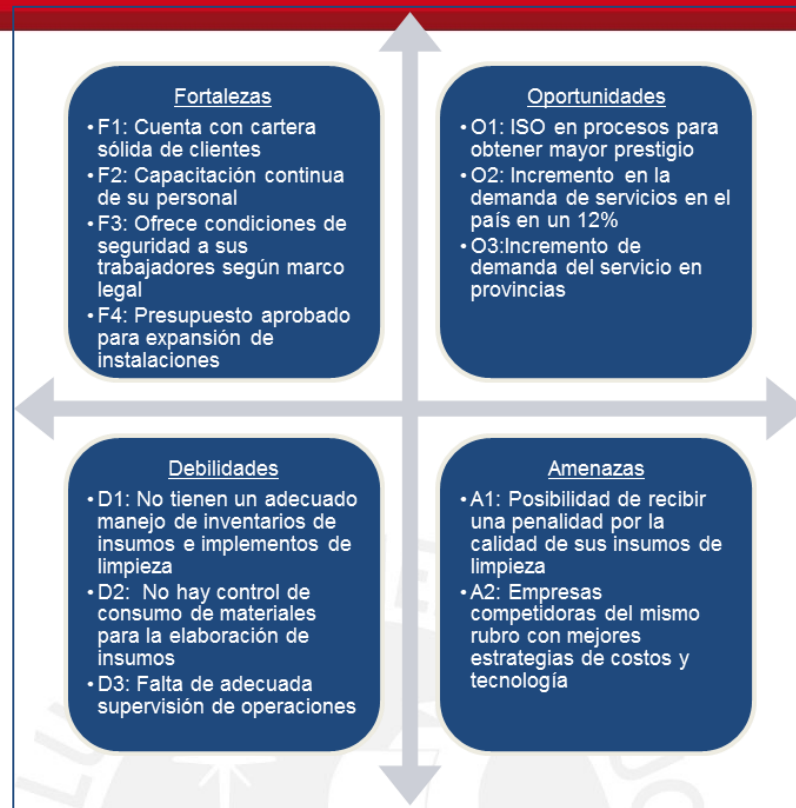 Fortalezas
• F1: Cuenta con cartera
sólida de clientes
• F2: Capacitación continua
de su personal
• F3: Ofrece condiciones de
seguridad a sus
trabajadores según marco
legal
• F4: Presupuesto aprobado
para expansión de
instalaciones
Oportunidades
• O1: ISO en procesos para
obtener mayor prestigio
• O2: Incremento en la
demanda de servicios en el
país en un 12%
• O3:Incremento de
demanda del servicio en
provincias
Debilidades
• D1: No tienen un adecuado
manejo de inventarios de
insumos e implementos de
limpieza
• D2: No hay control de
consumo de materiales
para la elaboración de
insumos
• D3: Falta de adecuada
supervisión de operaciones
Amenazas
• A1: Posibilidad de recibir
una penalidad por la
calidad de sus insumos de
limpieza
• A2: Empresas
competidoras del mismo
rubro con mejores
estrategias de costos y
tecnología